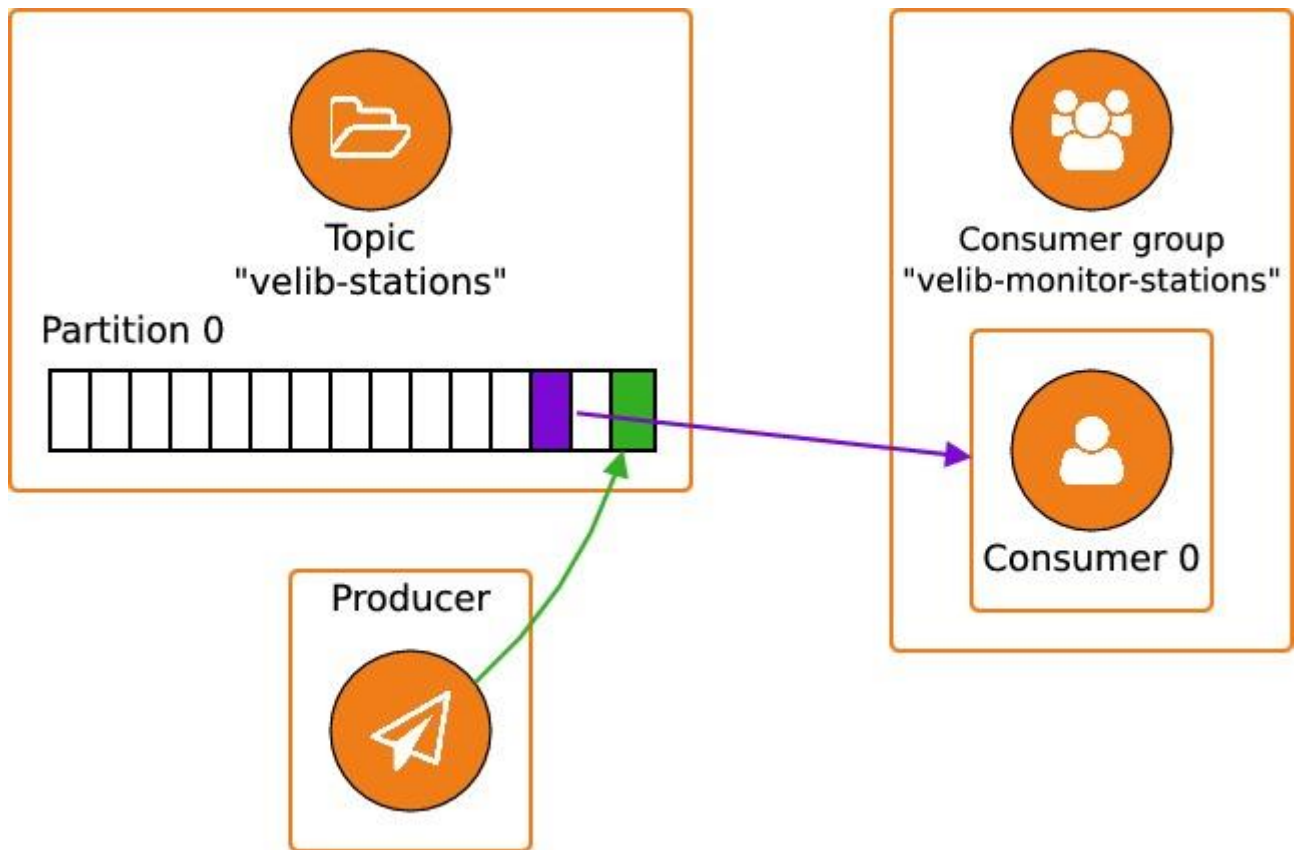 Topic
"velib-stations"
Partition 0
Consumer group
"velib-monitor-stations"
Consumer 0
Producer